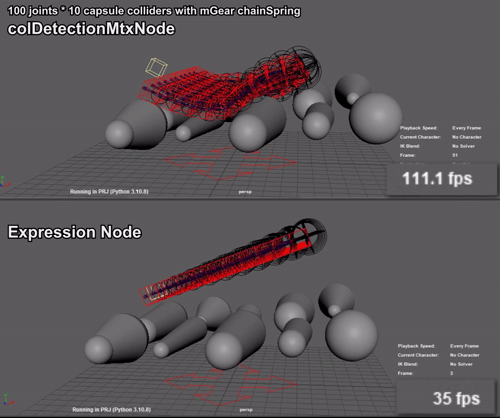 100 joints * 10 capsule colliders with mGear chainSpring
colDetectionMtxNode
Playback Speed: Every Frame
Current Character: No Character
IK Blend: No Solver
Frame: 51
111.1 fps
Running in PRJ (Python 3.10.8)
persp
Expression Node
Playback Speed: Every Frame
Current Character: No Character
IK Blend: No Solver
Frame: 3
35 fps
Running in PRJ (Python 3.10.8)
persp